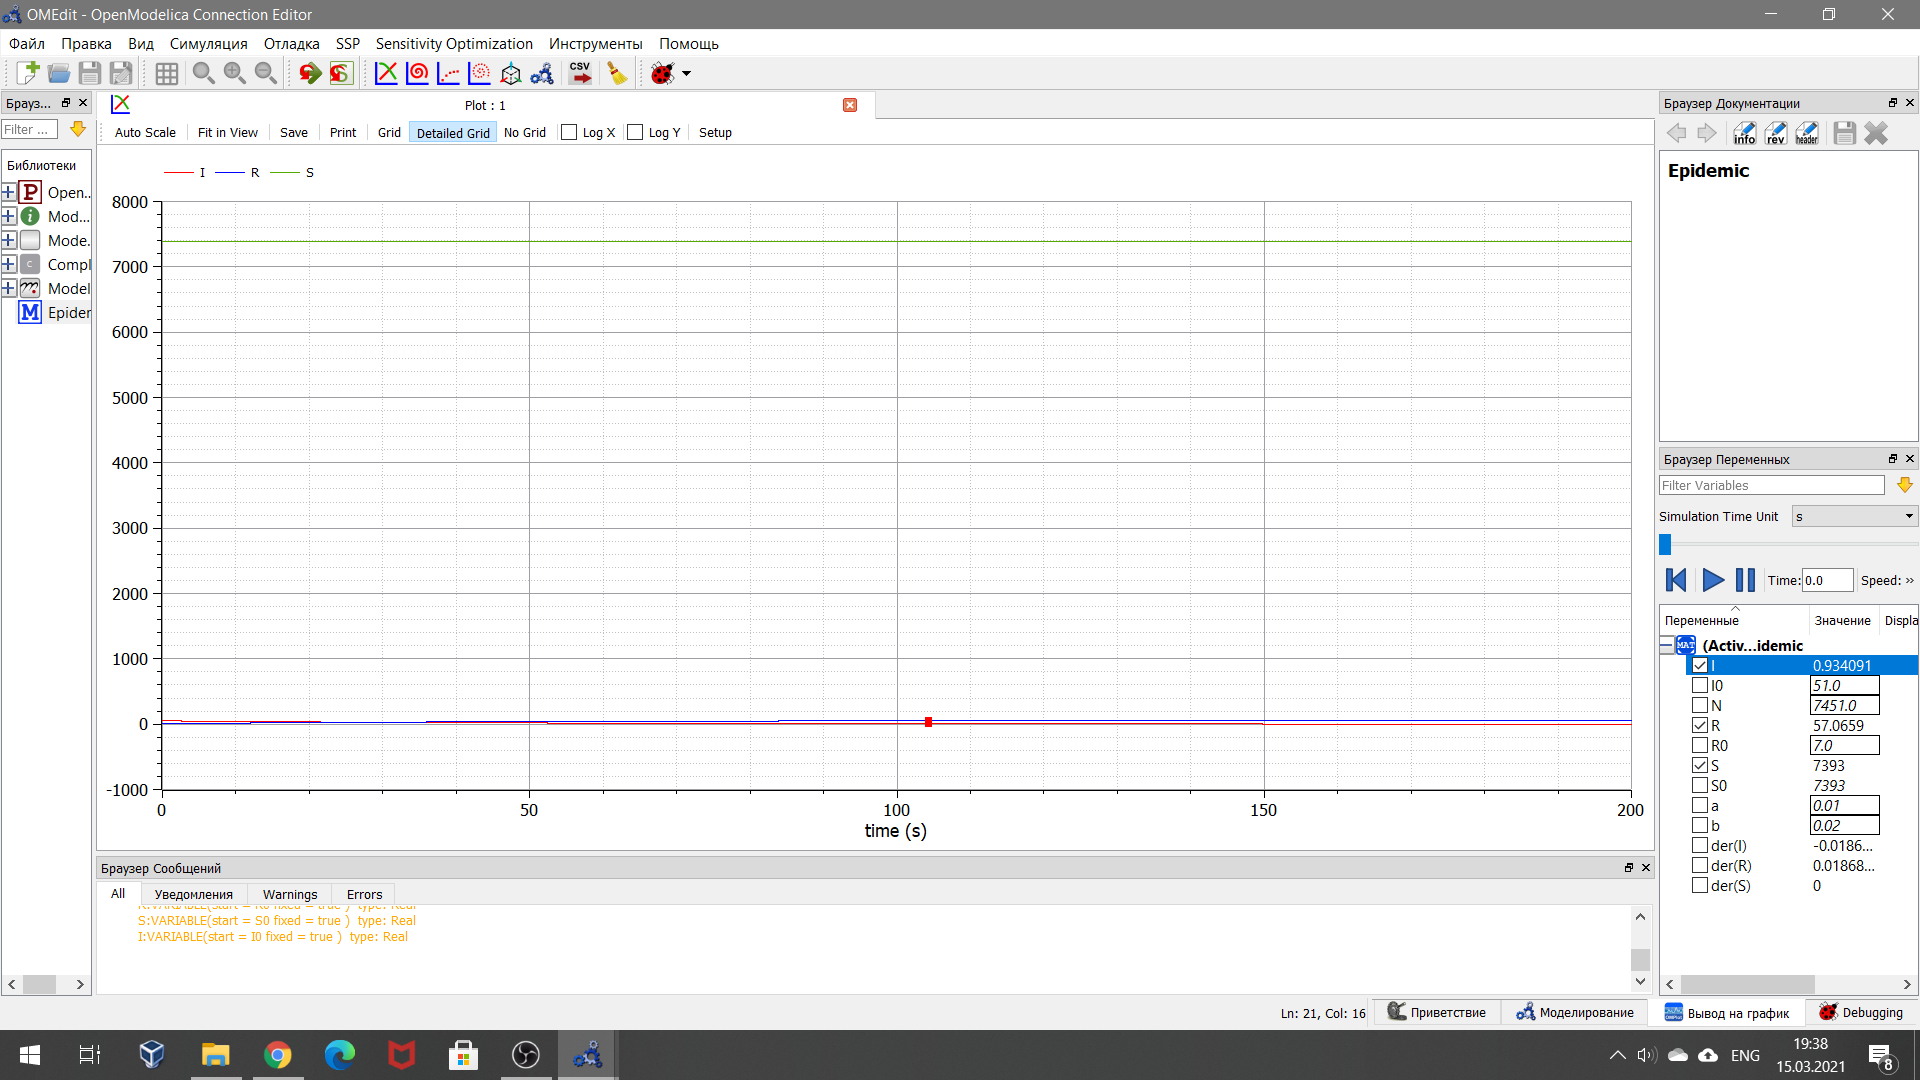 OMEdit - OpenModelica Connection Editor
Файл Правка Вид Симуляция Отладка SSP Sensitivity Optimization Инструменты Помощь
CSV
Брауз...
Filter ...
Библиотеки
P Open...
Mod...
Mode.
C Compl
Model
M Epider
Plot : 1
Auto Scale Fit in View Save Print Grid Detailed Grid No Grid Log X Log Y Setup
I R S
8000
7000
6000
5000
4000
3000
2000
1000
0
-1000
0 50 100 150 200
time (s)
Браузер Сообщений
All Уведомления Warnings Errors
S:VARIABLE(start = S0 fixed = true ) type: Real
I:VARIABLE(start = I0 fixed = true ) type: Real
Браузер Документации
info rev header
Epidemic
Браузер Переменных
Filter Variables
Simulation Time Unit s
Time: 0.0 Speed: »
Переменные Значение Displa
MAT (Activ...idemic
I 0.934091
I0 51.0
N 7451.0
R 57.0659
R0 7.0
S 7393
S0 7393
a 0.01
b 0.02
der(I) -0.0186...
der(R) 0.01868...
der(S) 0
Ln: 21, Col: 16 Приветствие Моделирование Вывод на график Debugging
ENG
19:38
15.03.2021
8